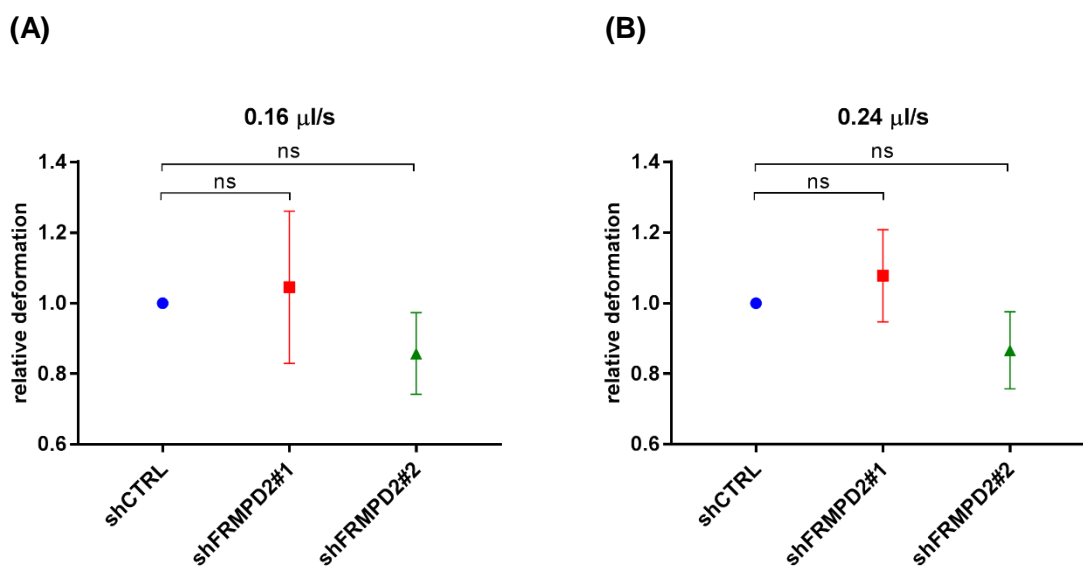 (A)
0.16 μl/s
ns
ns
relative deformation
1.4
1.2
1.0
0.8
0.6
shCTRL
shFRMPD2#1
shFRMPD2#2
(B)
0.24 μl/s
ns
ns
relative deformation
1.4
1.2
1.0
0.8
0.6
shCTRL
shFRMPD2#1
shFRMPD2#2